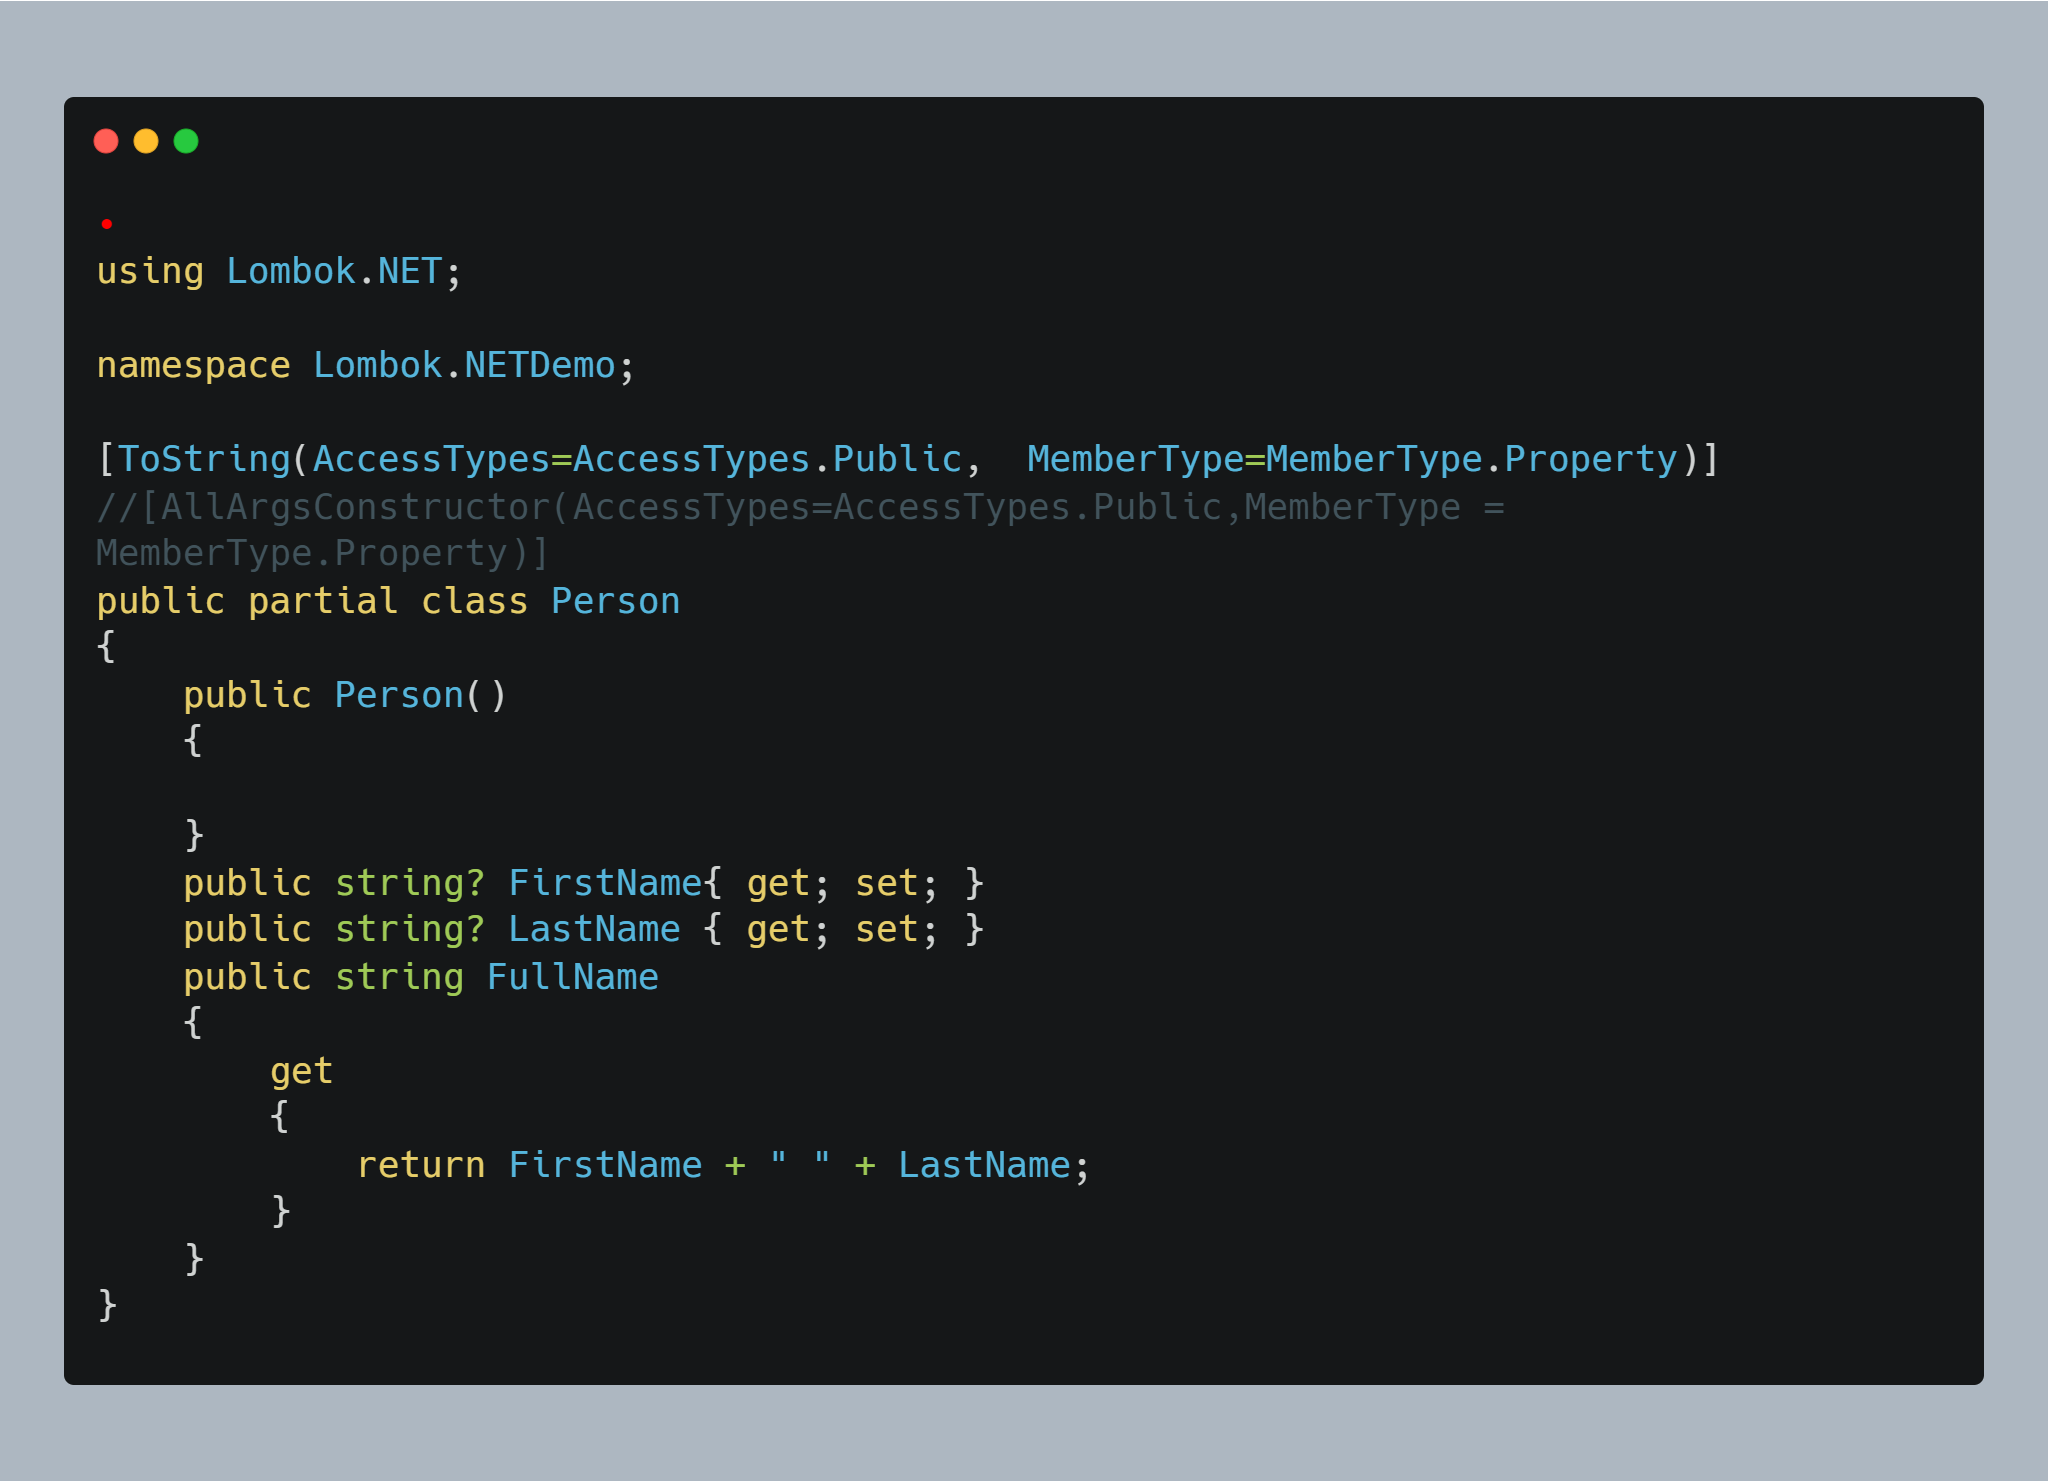 using Lombok.NET;
namespace Lombok.NETDemo;
[ToString(AccessTypes=AccessTypes.Public,  MemberType=MemberType.Property)]
//[AllArgsConstructor(AccessTypes=AccessTypes.Public,MemberType =
MemberType.Property)]
public partial class Person
{
    public Person()
    {
    }
    public string? FirstName{ get; set; }
    public string? LastName { get; set; }
    public string FullName
    {
        get
        {
            return FirstName + " " + LastName;
        }
    }
}